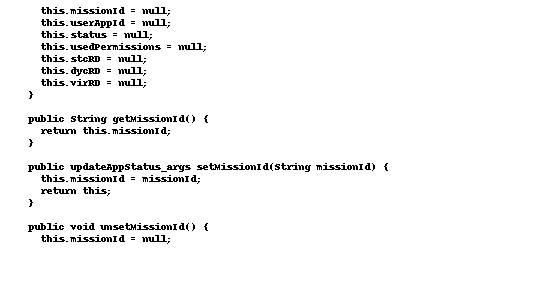 this.missionId = null;
this.userAppId = null;
this.status = null;
this.usedPermissions = null;
this.stcRD = null;
this.dycRD = null;
this.virRD = null;
}
public String getMissionId() {
return this.missionId;
}
public updateAppStatus_args setMissionId(String missionId) {
this.missionId = missionId;
return this;
}
public void unsetMissionId() {
this.missionId = null;